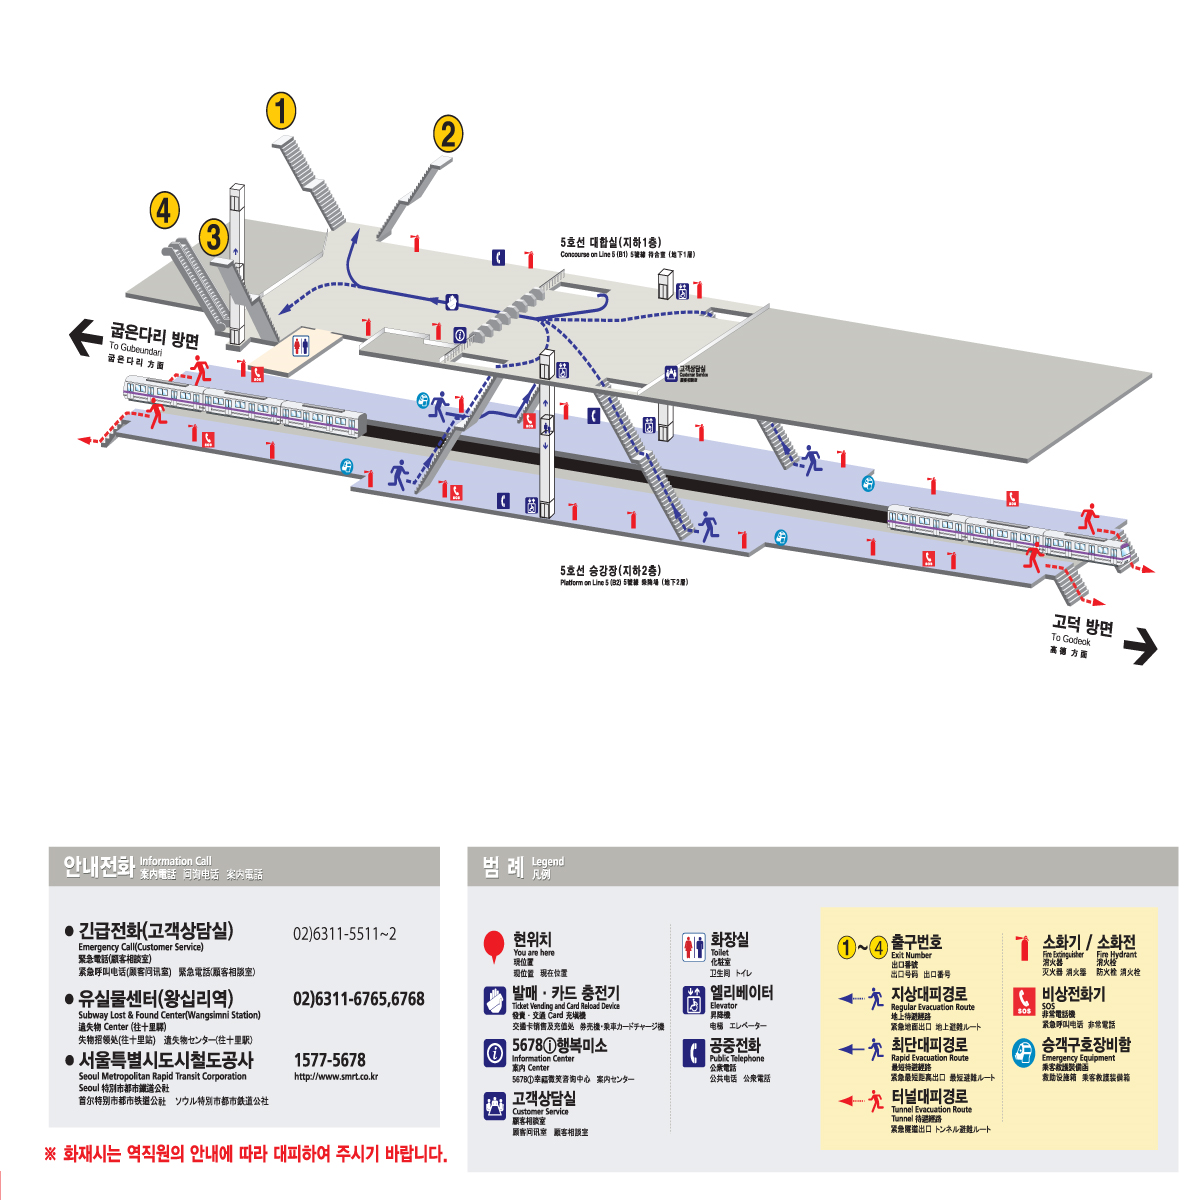 1
2
4
3
5호선 대합실(지하1층)
Concourse on Line 5 (B1) 5號線 待合室 (地下1層)
굽은다리 방면
To Gubeundari
굽은다리 方面
고객상담실
Customer Service
顧客相談室
SOS
SOS
SOS
SOS
SOS
SOS
5호선 승강장(지하2층)
Platform on Line 5 (B2) 5號線 乘降場 (地下2層)
고덕 방면
To Godeok
高德 方面
안내전화 Information Call
案內電話 问询电话 案内電話
● 긴급전화(고객상담실) 02)6311-5511~2
Emergency Call(Customer Service)
緊急電話(顧客相談室)
紧急呼叫电话(顾客问讯室) 緊急電話(顧客相談室)
● 유실물센터(왕십리역) 02)6311-6765,6768
Subway Lost & Found Center(Wangsimni Station)
遺失物 Center (往十里驛)
失物招领处(往十里站) 遺失物センター(往十里駅)
● 서울특별시도시철도공사 1577-5678
Seoul Metropolitan Rapid Transit Corporation http://www.smrt.co.kr
Seoul 特別市都市鐵道公社
首尔特别市都市铁道公社 ソウル特別市都市鉄道公社
※ 화재시는 역직원의 안내에 따라 대피하여 주시기 바랍니다.
범 례 Legend
凡例
현위치
You are here
現位置
现位置 現在位置
발매 · 카드 충전기
Ticket Vending and Card Reload Device
發賣 · 交通 Card 充塡機
交通卡销售及充值处 券売機·乗車カードチャージ機
5678ⓘ행복미소
Information Center
案內 Center
5678ⓘ幸福微笑咨询中心 案内センター
고객상담실
Customer Service
顧客相談室
顾客问讯室 顧客相談室
화장실
Toilet
化粧室
卫生间 トイレ
엘리베이터
Elevator
昇降機
电梯 エレベーター
공중전화
Public Telephone
公衆電話
公共电话 公衆電話
1~4 출구번호
Exit Number
出口番號
出口号码 出口番号
지상대피경로
Regular Evacuation Route
地上待避經路
紧急地面出口 地上避難ルート
최단대피경로
Rapid Evacuation Route
最短待避經路
紧急最短距离出口 最短避難ルート
터널대피경로
Tunnel Evacuation Route
Tunnel 待避經路
紧急隧道出口 トンネル避難ルート
소화기 / 소화전
Fire Extinguisher Fire Hydrant
消火器 消火栓
灭火器 消火器 防火栓 消火栓
SOS
비상전화기
SOS
非常電話機
紧急呼叫电话 非常電話
승객구호장비함
Emergency Equipment
乘客救護裝備函
救助设施箱 乗客救護装備箱